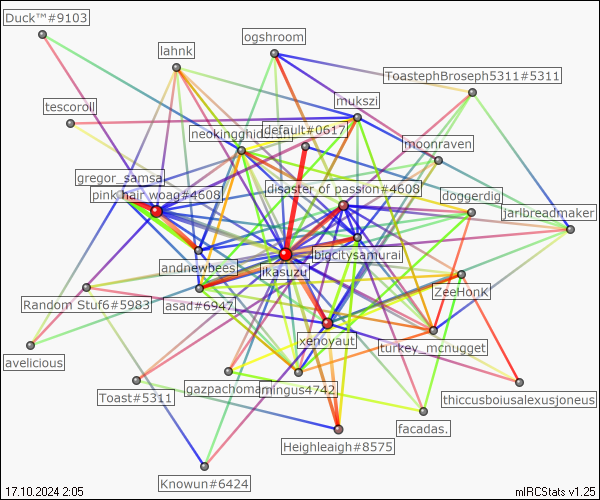 Duck™#9103
ogshroom
lahnk
ToastephBroseph5311#5311
mukszi
tescoroll
default#0617
moonraven
gregor_samsa
disaster of passion#4608
pink hair woag#4608
doggerdig
jarlbreadmaker
bigcitysamurai
andnewbees
ikasuzu
ZeeHonK
Random Stuf6#5983
asad#6947
xenoyaut
turkey_mcnugget
avelicious
Toast#5311
mingus4742
thiccusboiusalexusjoneus
facadas.
Heighleaigh#8575
Knowun#6424
17.10.2024 2:05
mIRCStats v1.25